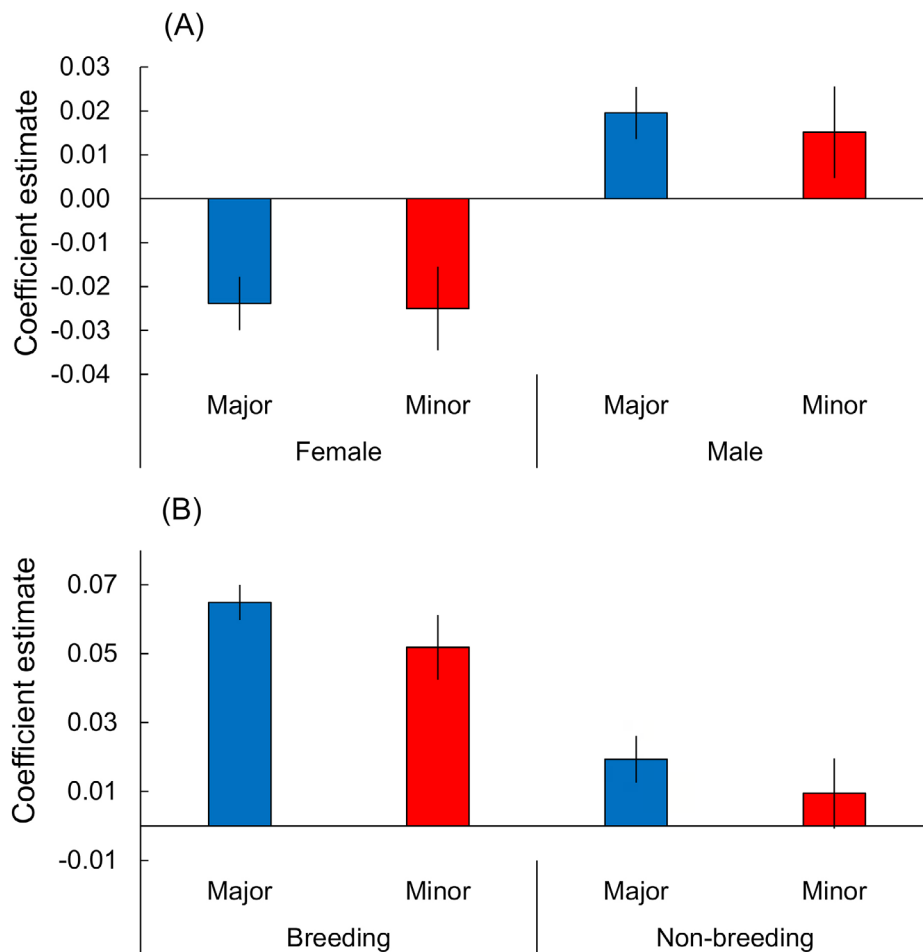 (A)
Coefficient estimate
0.03
0.02
0.01
0.00
-0.01
-0.02
-0.03
-0.04
Major Minor Major Minor
Female Male
(B)
Coefficient estimate
0.07
0.05
0.03
0.01
-0.01
Major Minor Major Minor
Breeding Non-breeding